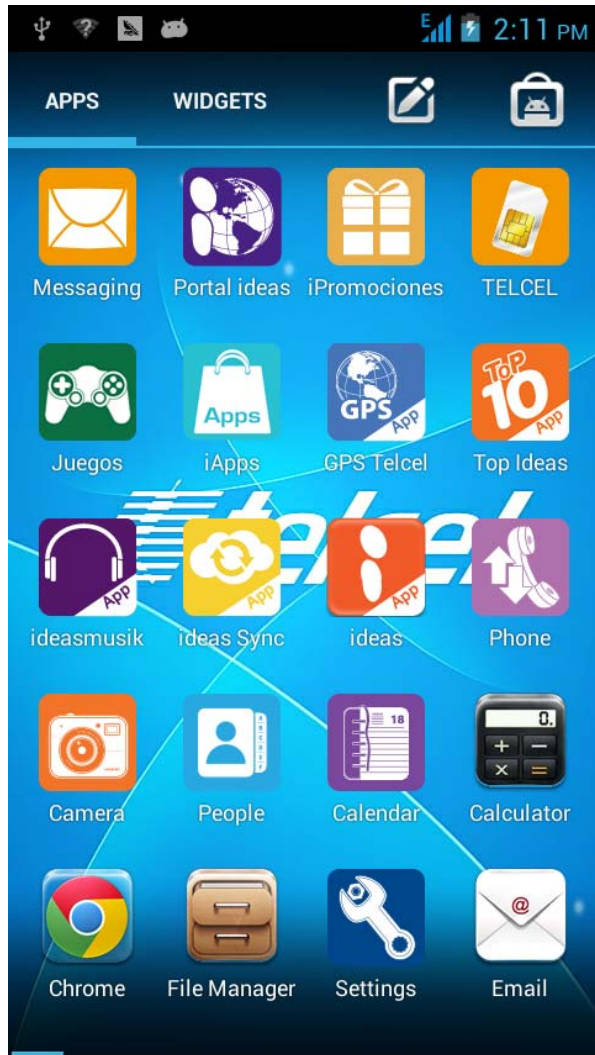 E 2:11 PM
APPS WIDGETS
Messaging Portal ideas iPromociones TELCEL
Apps GPS App ToP 10 App
Juegos iApps GPS Telcel Top Ideas
telcel
App App App
ideasmusik ideas Sync ideas Phone
18 0.
+ −
× =
Camera People Calendar Calculator
@
Chrome File Manager Settings Email